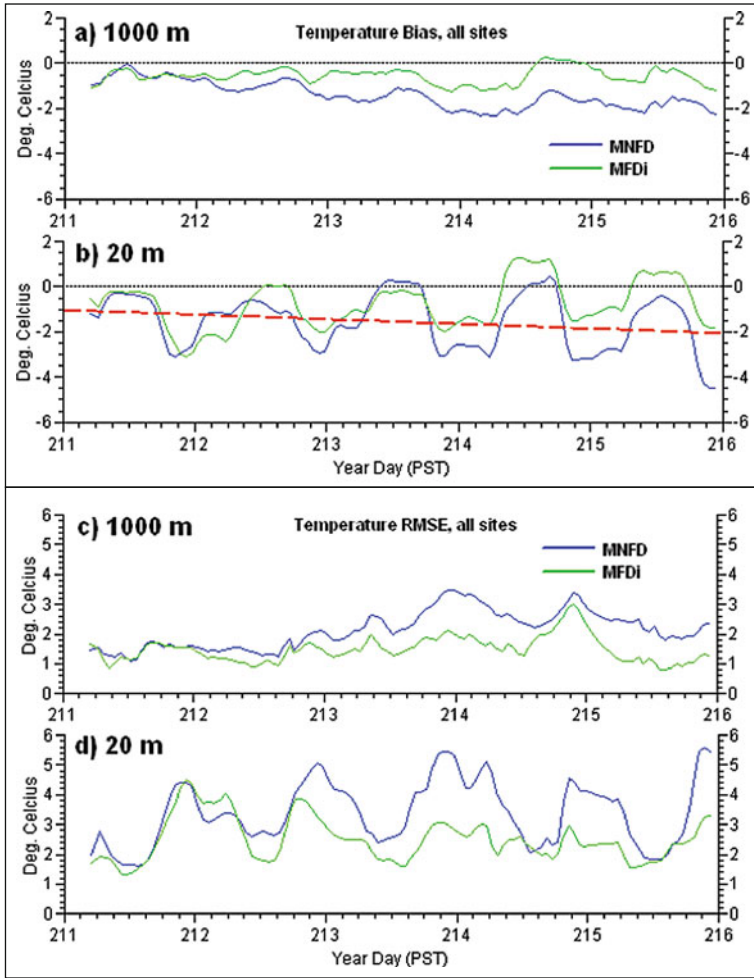 a) 1000 m
Temperature Bias, all sites
2 0 -2 -4 -6
Deg. Celcius
MNFD
MFDi
2 0 -2 -4 -6
211 212 213 214 215 216
b) 20 m
2 0 -2 -4 -6
Deg. Celcius
2 0 -2 -4 -6
211 212 213 214 215 216
Year Day (PST)
c) 1000 m
Temperature RMSE, all sites
6 5 4 3 2 1 0
Deg. Celcius
MNFD
MFDi
6 5 4 3 2 1 0
211 212 213 214 215 216
d) 20 m
6 5 4 3 2 1 0
Deg. Celcius
6 5 4 3 2 1 0
211 212 213 214 215 216
Year Day (PST)